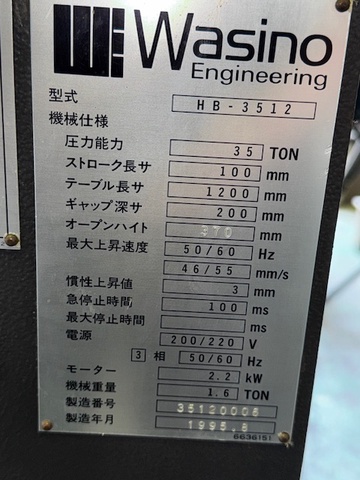 Wasino
Engineering
型式 HB-3512
機械仕様
圧力能力 35 TON
ストローク長サ 100 mm
テーブル長サ 1200 mm
ギャップ深サ 200 mm
オープンハイト 370 mm
最大上昇速度 50/60 Hz
46/55 mm/s
慣性上昇値 3 mm
急停止時間 100 ms
最大停止時間 ms
電源 200/220 V
3 相 50/60 Hz
モーター 2.2 kW
機械重量 1.6 TON
製造番号 35120005
製造年月 1995.8
6636151